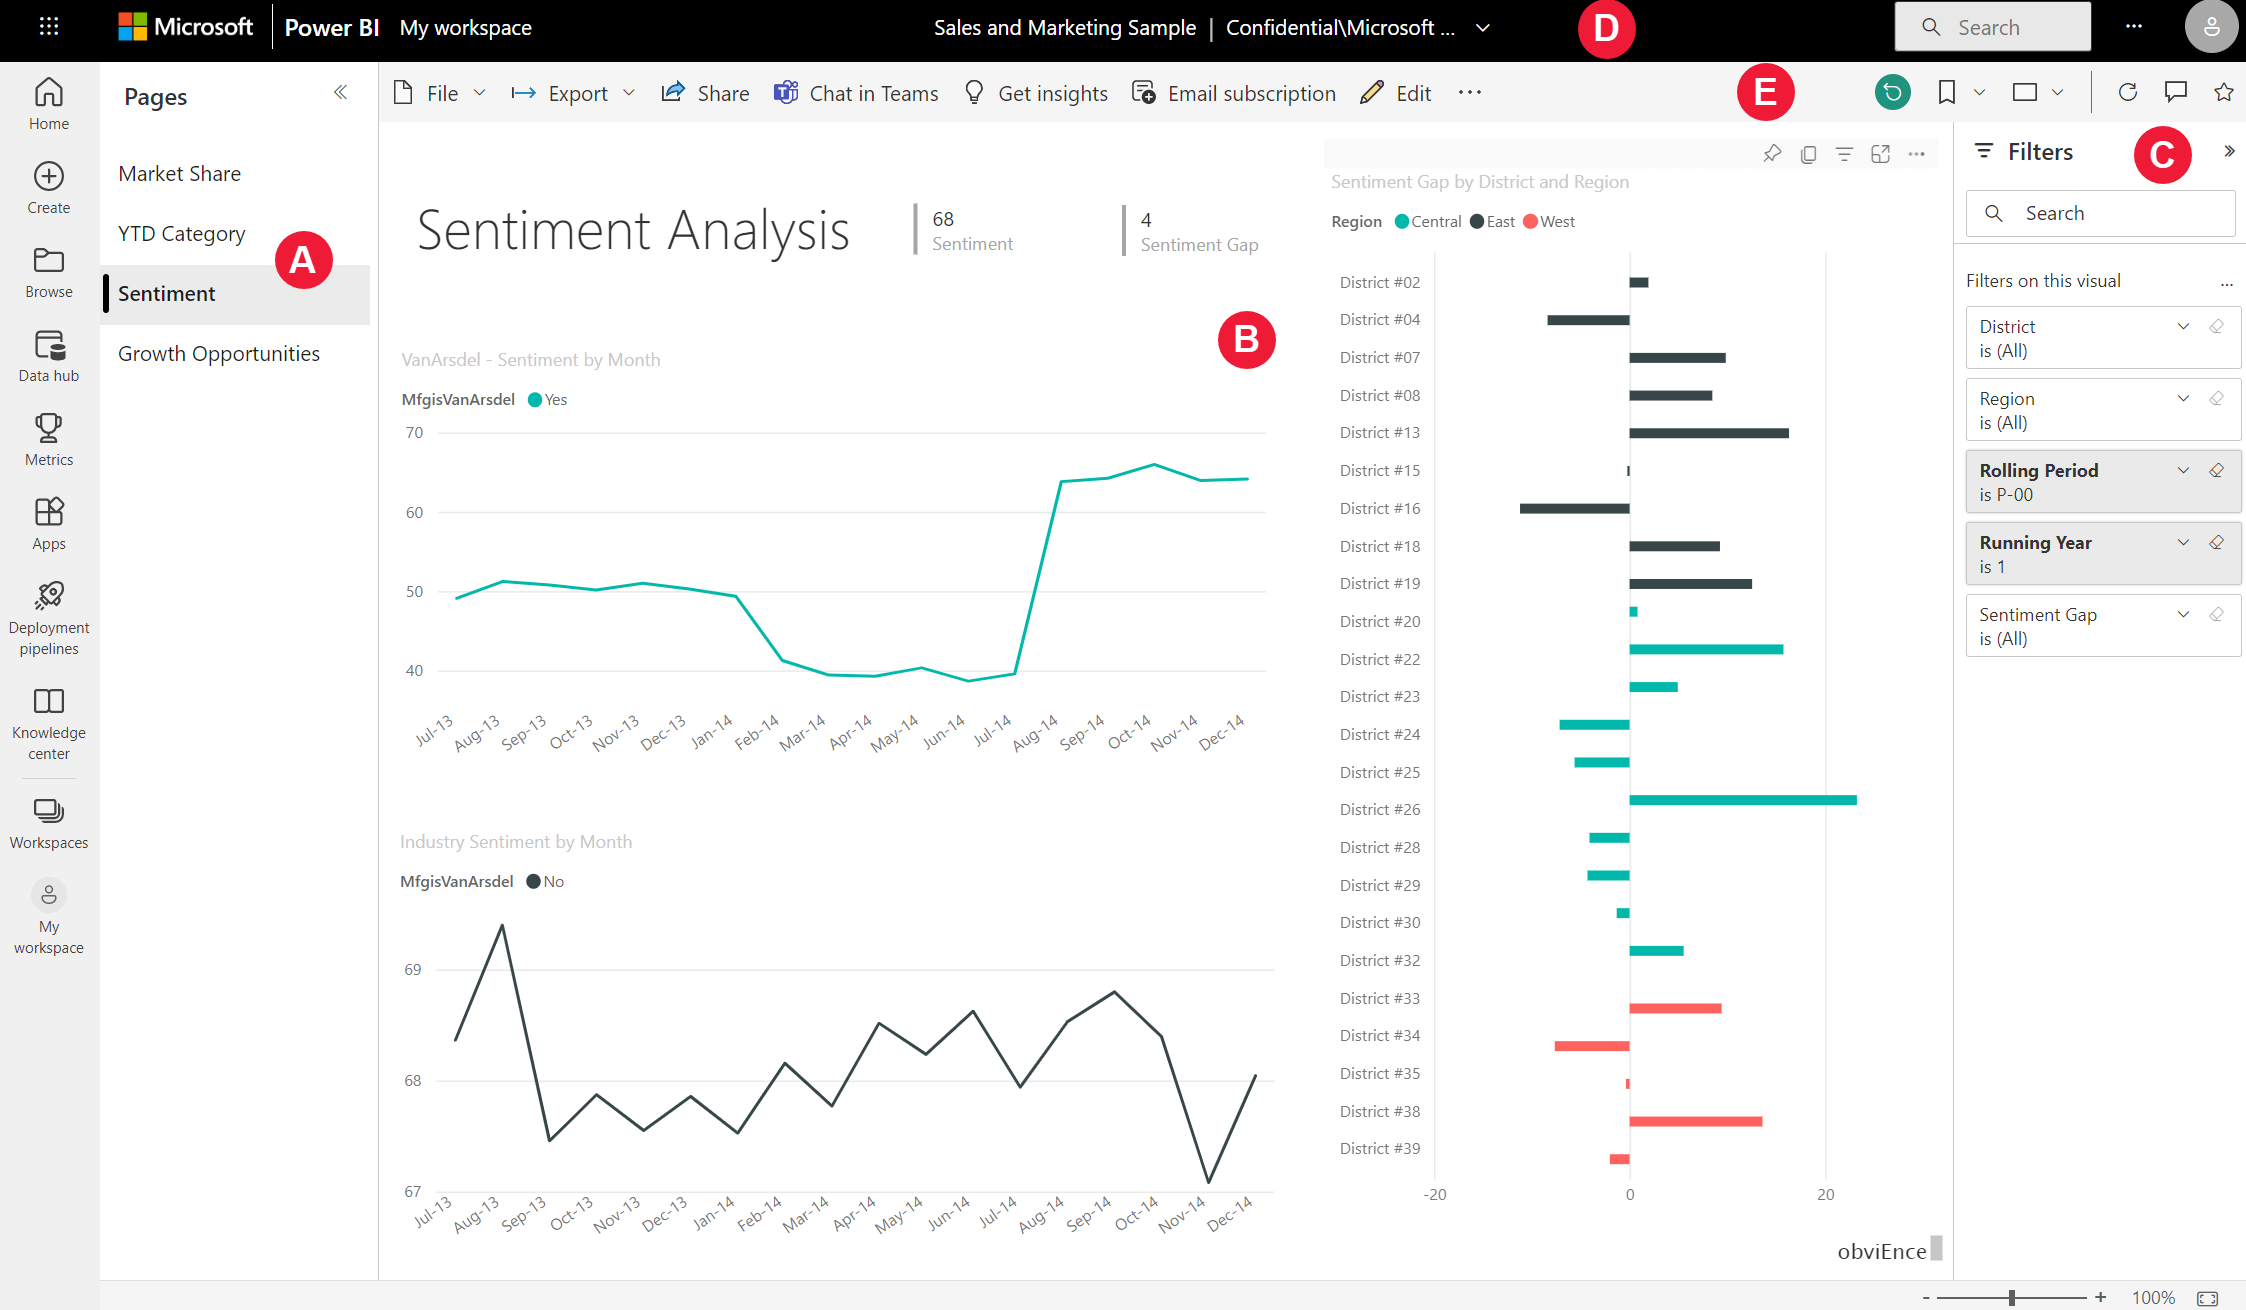 Microsoft Power BI My workspace
Sales and Marketing Sample | Confidential\Microsoft ...
D
Search
...
Home
Create
Browse
Data hub
Metrics
Apps
Deployment
pipelines
Knowledge
center
Workspaces
My
workspace
Pages
Market Share
YTD Category
A
Sentiment
Growth Opportunities
File Export Share Chat in Teams Get insights Email subscription Edit ...
E
Sentiment Analysis
68
Sentiment
4
Sentiment Gap
B
VanArsdel - Sentiment by Month
MfgisVanArsdel Yes
70
60
50
40
Jul-13 Aug-13 Sep-13 Oct-13 Nov-13 Dec-13 Jan-14 Feb-14 Mar-14 Apr-14 May-14 Jun-14 Jul-14 Aug-14 Sep-14 Oct-14 Nov-14 Dec-14
Industry Sentiment by Month
MfgisVanArsdel No
69
68
67
Jul-13 Aug-13 Sep-13 Oct-13 Nov-13 Dec-13 Jan-14 Feb-14 Mar-14 Apr-14 May-14 Jun-14 Jul-14 Aug-14 Sep-14 Oct-14 Nov-14 Dec-14
Sentiment Gap by District and Region
Region Central East West
District #02
District #04
District #07
District #08
District #13
District #15
District #16
District #18
District #19
District #20
District #22
District #23
District #24
District #25
District #26
District #28
District #29
District #30
District #32
District #33
District #34
District #35
District #38
District #39
-20 0 20
obviEnce
Filters
C
Search
Filters on this visual ...
District
is (All)
Region
is (All)
Rolling Period
is P-00
Running Year
is 1
Sentiment Gap
is (All)
- + 100%